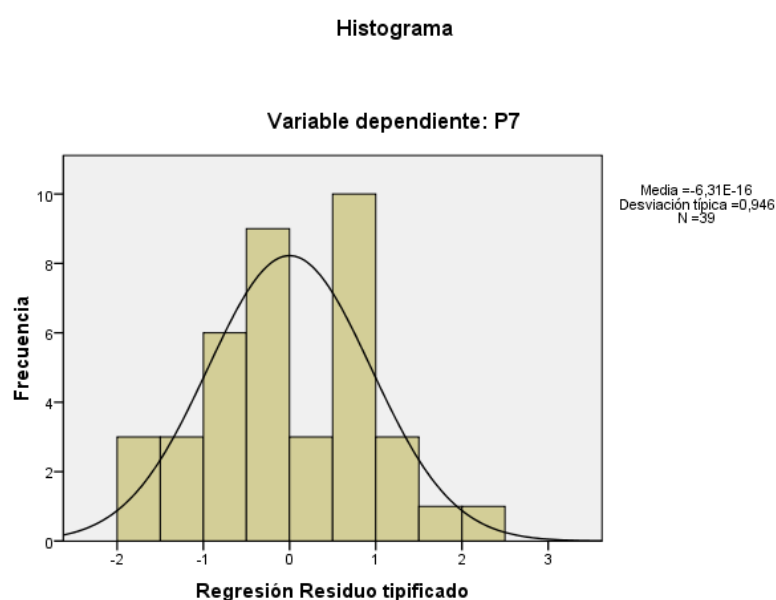 Histograma
Variable dependiente: P7
Media =-6,31E-16
Desviación típica =0,946
N =39
Frecuencia
10
8
6
4
2
0
-2 -1 0 1 2 3
Regresión Residuo tipificado